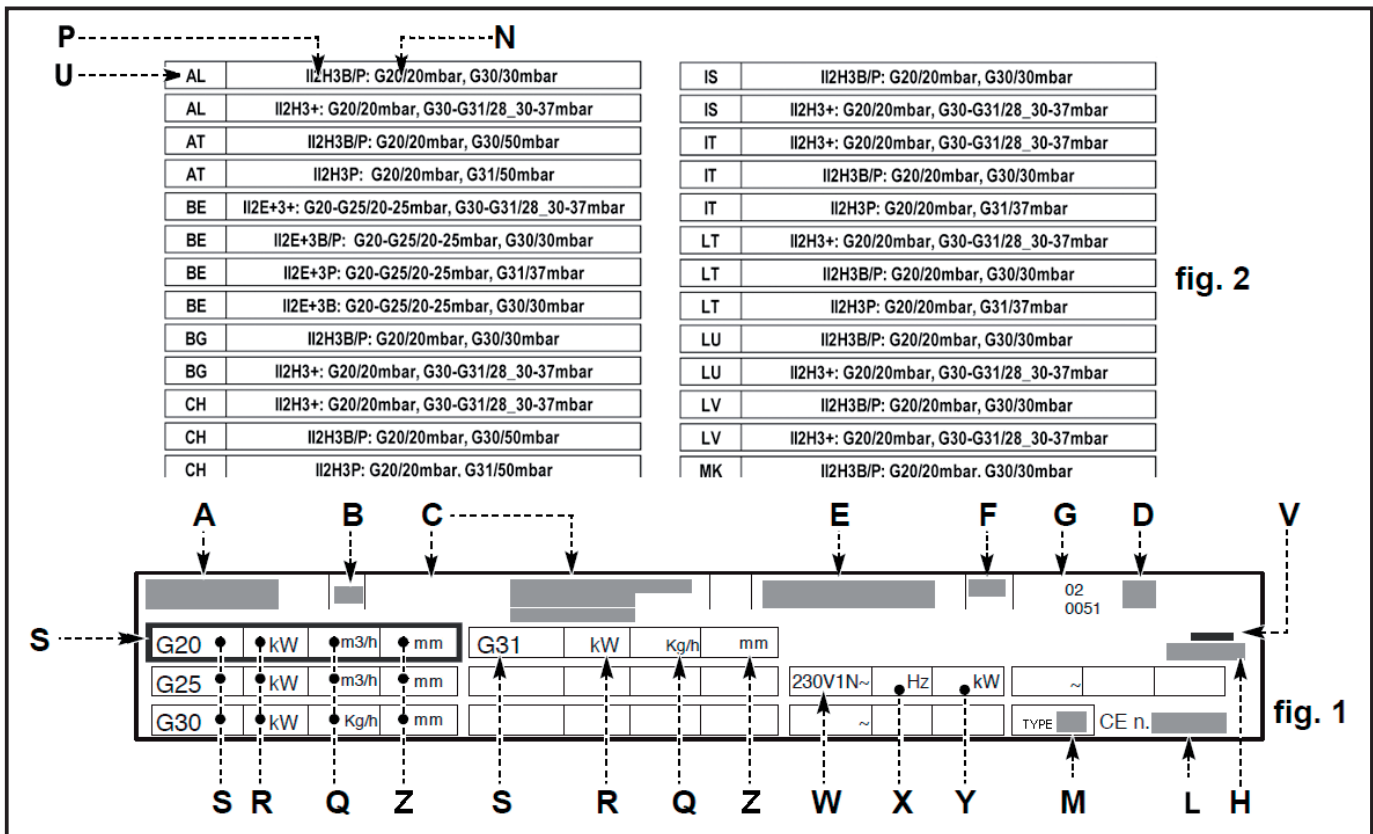 P N
U
AL II2H3B/P: G20/20mbar, G30/30mbar
AL II2H3+: G20/20mbar, G30-G31/28_30-37mbar
AT II2H3B/P: G20/20mbar, G30/50mbar
AT II2H3P: G20/20mbar, G31/50mbar
BE II2E+3+: G20-G25/20-25mbar, G30-G31/28_30-37mbar
BE II2E+3B/P: G20-G25/20-25mbar, G30/30mbar
BE II2E+3P: G20-G25/20-25mbar, G31/37mbar
BE II2E+3B: G20-G25/20-25mbar, G30/30mbar
BG II2H3B/P: G20/20mbar, G30/30mbar
BG II2H3+: G20/20mbar, G30-G31/28_30-37mbar
CH II2H3+: G20/20mbar, G30-G31/28_30-37mbar
CH II2H3B/P: G20/20mbar, G30/50mbar
CH II2H3P: G20/20mbar, G31/50mbar
IS II2H3B/P: G20/20mbar, G30/30mbar
IS II2H3+: G20/20mbar, G30-G31/28_30-37mbar
IT II2H3+: G20/20mbar, G30-G31/28_30-37mbar
IT II2H3B/P: G20/20mbar, G30/30mbar
IT II2H3P: G20/20mbar, G31/37mbar
LT II2H3+: G20/20mbar, G30-G31/28_30-37mbar
LT II2H3B/P: G20/20mbar, G30/30mbar
LT II2H3P: G20/20mbar, G31/37mbar
LU II2H3B/P: G20/20mbar, G30/30mbar
LU II2H3+: G20/20mbar, G30-G31/28_30-37mbar
LV II2H3B/P: G20/20mbar, G30/30mbar
LV II2H3+: G20/20mbar, G30-G31/28_30-37mbar
MK II2H3B/P: G20/20mbar, G30/30mbar
fig. 2
A B C E F G D V
02
0051
S
G20 kW m3/h mm G31 kW Kg/h mm
G25 kW m3/h mm 230V1N~ Hz kW ~
G30 kW Kg/h mm ~ TYPE CE n.
fig. 1
S R Q Z S R Q Z W X Y M L H